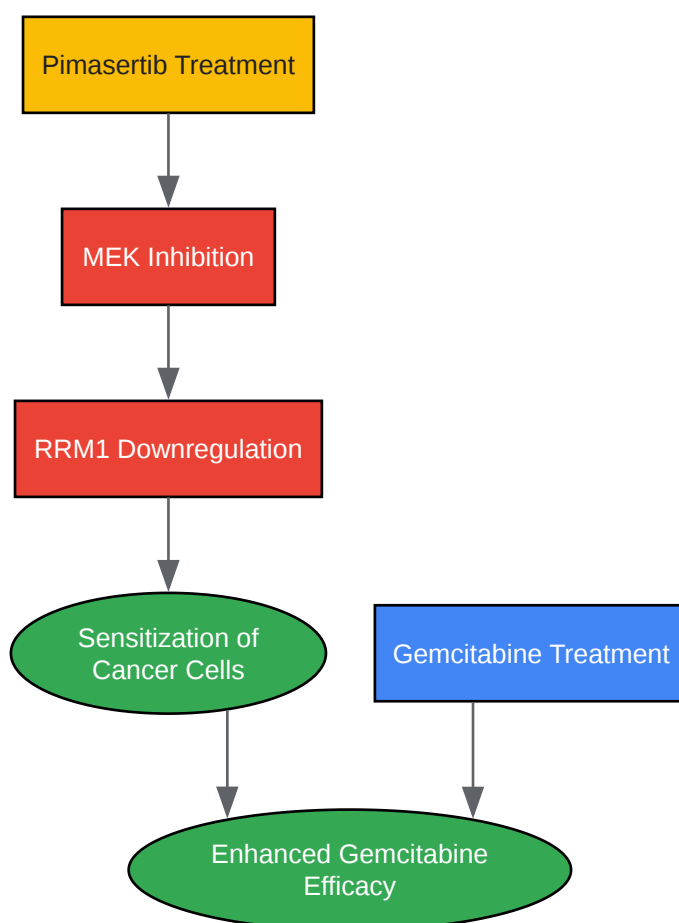 Pimasertib Treatment
MEK Inhibition
RRM1 Downregulation
Sensitization of
Cancer Cells
Gemcitabine Treatment
Enhanced Gemcitabine
Efficacy